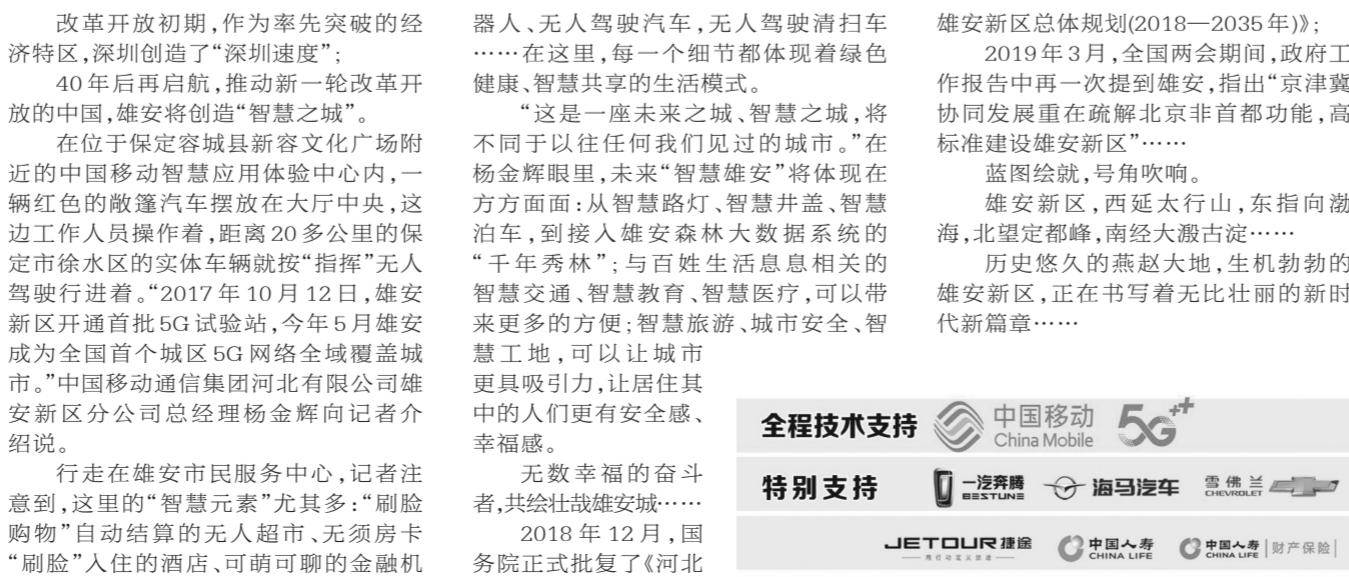 改革开放初期,作为率先突破的经
济特区,深圳创造了“深圳速度”;
40年后再启航,推动新一轮改革开
放的中国,雄安将创造“智慧之城”。
在位于保定容城县新容文化广场附
近的中国移动智慧应用体验中心内,一
辆红色的敞篷汽车摆放在大厅中央,这
边工作人员操作着,距离20多公里的保
定市徐水区的实体车辆就按“指挥”无人
驾驶行进着。“2017年10月12日,雄安
新区开通首批5G试验站,今年5月雄安
成为全国首个城区5G网络全域覆盖城
市。”中国移动通信集团河北有限公司雄
安新区分公司总经理杨金辉向记者介
绍说。
行走在雄安市民服务中心,记者注
意到,这里的“智慧元素”尤其多:“刷脸
购物”自动结算的无人超市、无须房卡
“刷脸”入住的酒店、可萌可聊的金融机
器人、无人驾驶汽车,无人驾驶清扫车
……在这里,每一个细节都体现着绿色
健康、智慧共享的生活模式。
“这是一座未来之城、智慧之城,将
不同于以往任何我们见过的城市。”在
杨金辉眼里,未来“智慧雄安”将体现在
方方面面:从智慧路灯、智慧井盖、智慧
泊车,到接入雄安森林大数据系统的
“千年秀林”;与百姓生活息息相关的
智慧交通、智慧教育、智慧医疗,可以带
来更多的方便;智慧旅游、城市安全、智
慧工地,可以让城市
更具吸引力,让居住其
中的人们更有安全感、
幸福感。
无数幸福的奋斗
者,共绘壮哉雄安城……
2018年12月,国
务院正式批复了《河北
雄安新区总体规划(2018—2035年)》;
2019年3月,全国两会期间,政府工
作报告中再一次提到雄安,指出“京津冀
协同发展重在疏解北京非首都功能,高
标准建设雄安新区”……
蓝图绘就,号角吹响。
雄安新区,西延太行山,东指向渤
海,北望定都峰,南经大溵古淀……
历史悠久的燕赵大地,生机勃勃的
雄安新区,正在书写着无比壮丽的新时
代新篇章……
全程技术支持 中国移动 China Mobile 5G++
特别支持 一汽奔腾 BESTUNE 海马汽车 雪佛兰 CHEVROLET
JETOUR捷途 用行动定义旅途 中国人寿 CHINA LIFE 中国人寿 CHINA LIFE 财产保险